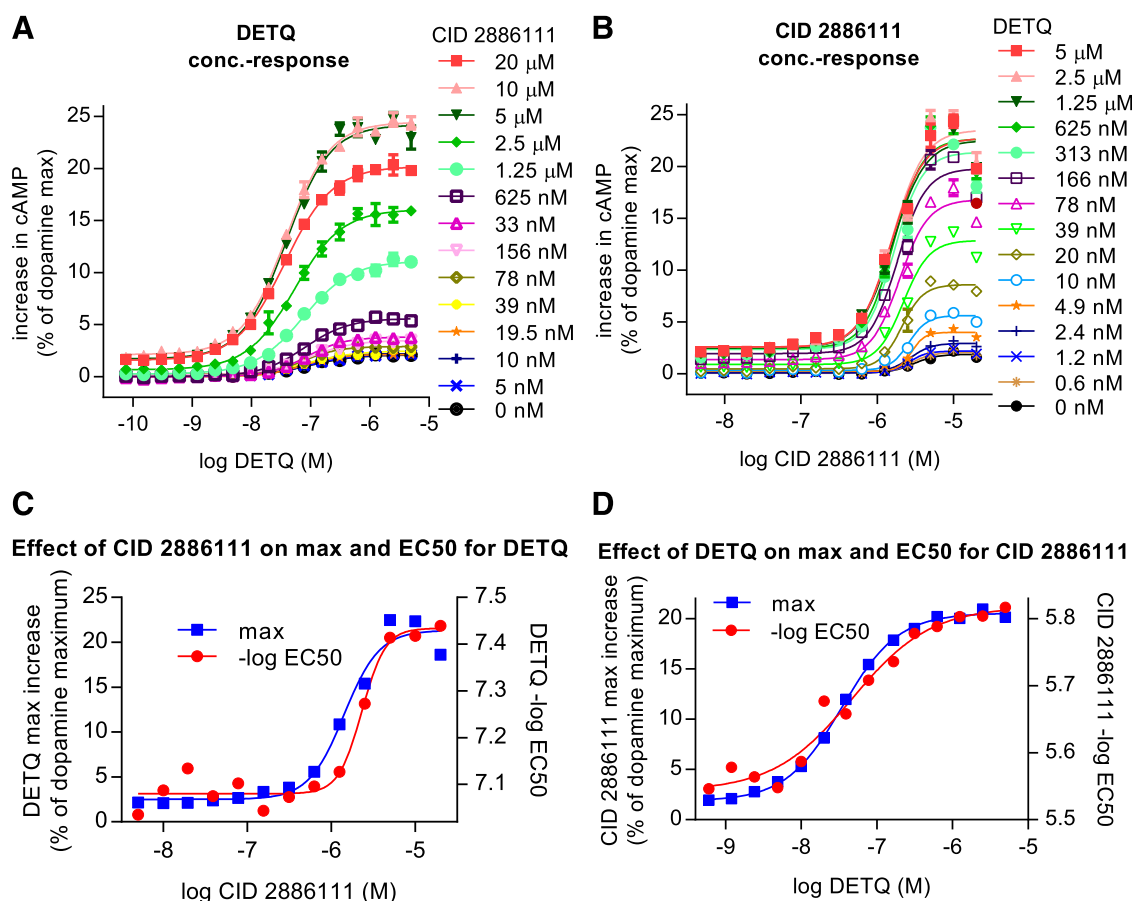 A
DETQ
conc.-response
CID 2886111
20 μM
10 μM
5 μM
2.5 μM
1.25 μM
625 nM
33 nM
156 nM
78 nM
39 nM
19.5 nM
10 nM
5 nM
0 nM
increase in cAMP
(% of dopamine max)
25
20
15
10
5
0
-10 -9 -8 -7 -6 -5
log DETQ (M)
B
CID 2886111
conc.-response
DETQ
5 μM
2.5 μM
1.25 μM
625 nM
313 nM
166 nM
78 nM
39 nM
20 nM
10 nM
4.9 nM
2.4 nM
1.2 nM
0.6 nM
0 nM
increase in cAMP
(% of dopamine max)
25
20
15
10
5
0
-8 -7 -6 -5
log CID 2886111 (M)
C
Effect of CID 2886111 on max and EC50 for DETQ
DETQ max increase
(% of dopamine maximum)
25
20
15
10
5
0
max
-log EC50
7.5
7.4
7.3
7.2
7.1
DETQ -log EC50
-8 -7 -6 -5
log CID 2886111 (M)
D
Effect of DETQ on max and EC50 for CID 2886111
CID 2886111 max increase
(% of dopamine maximum)
20
15
10
5
0
max
-log EC50
5.8
5.7
5.6
5.5
CID 2886111 -log EC50
-9 -8 -7 -6 -5
log DETQ (M)